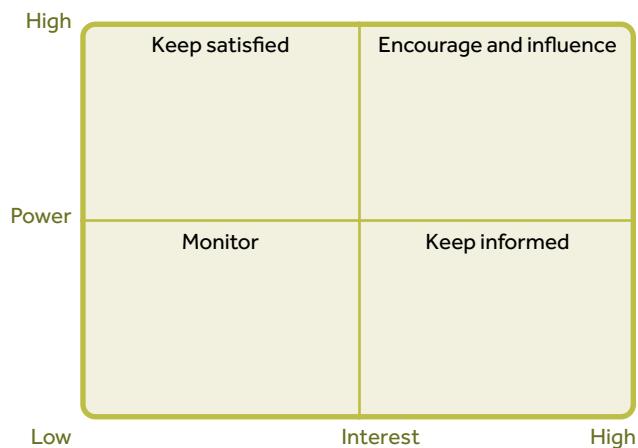 High
Keep satisfied
Encourage and influence
Power
Monitor
Keep informed
Low
Interest
High